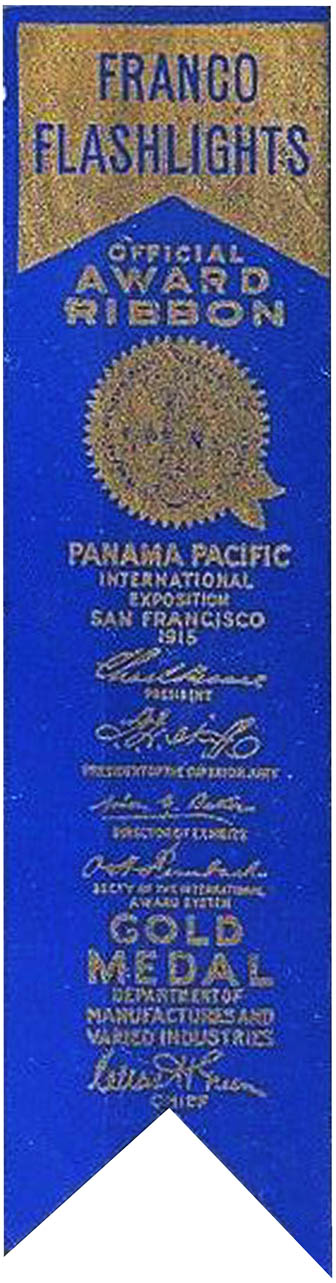 FRANCO
FLASHLIGHTS
OFFICIAL
AWARD
RIBBON
PANAMA PACIFIC
INTERNATIONAL
EXPOSITION
SAN FRANCISCO
1915
PRESIDENT
PRESIDENT OF THE SUPERIOR JURY
DIRECTOR OF EXHIBITS
SECTY OF THE INTERNATIONAL
AWARD SYSTEM
GOLD
MEDAL
DEPARTMENT OF
MANUFACTURES AND
VARIED INDUSTRIES
CHIEF